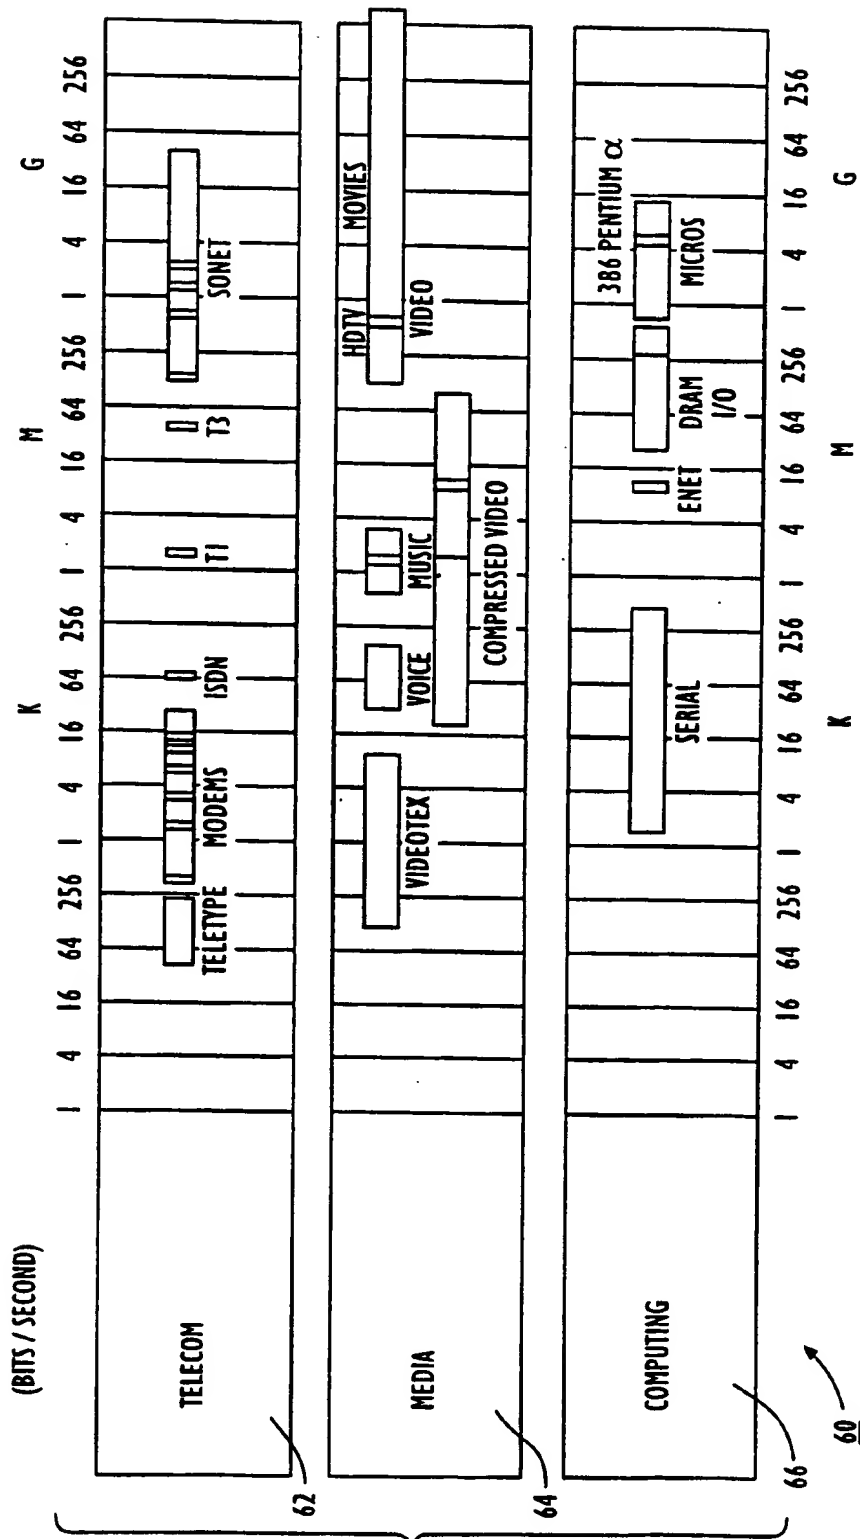 (BITS / SECOND)
K M G
1 4 16 64 256 1 4 16 64 256 1 4 16 64 256 1 4 16 64 256
TELECOM
TELETYPE
MODEMS
ISDN
T1
T3
SONET
62
MEDIA
VIDEOTEX
VOICE
MUSIC
COMPRESSED VIDEO
HDTV
MOVIES
VIDEO
64
COMPUTING
SERIAL
ENET
DRAM
I/O
386 PENTIUM α
MICROS
66
1 4 16 64 256 1 4 16 64 256 1 4 16 64 256 1 4 16 64 256
K M G
60